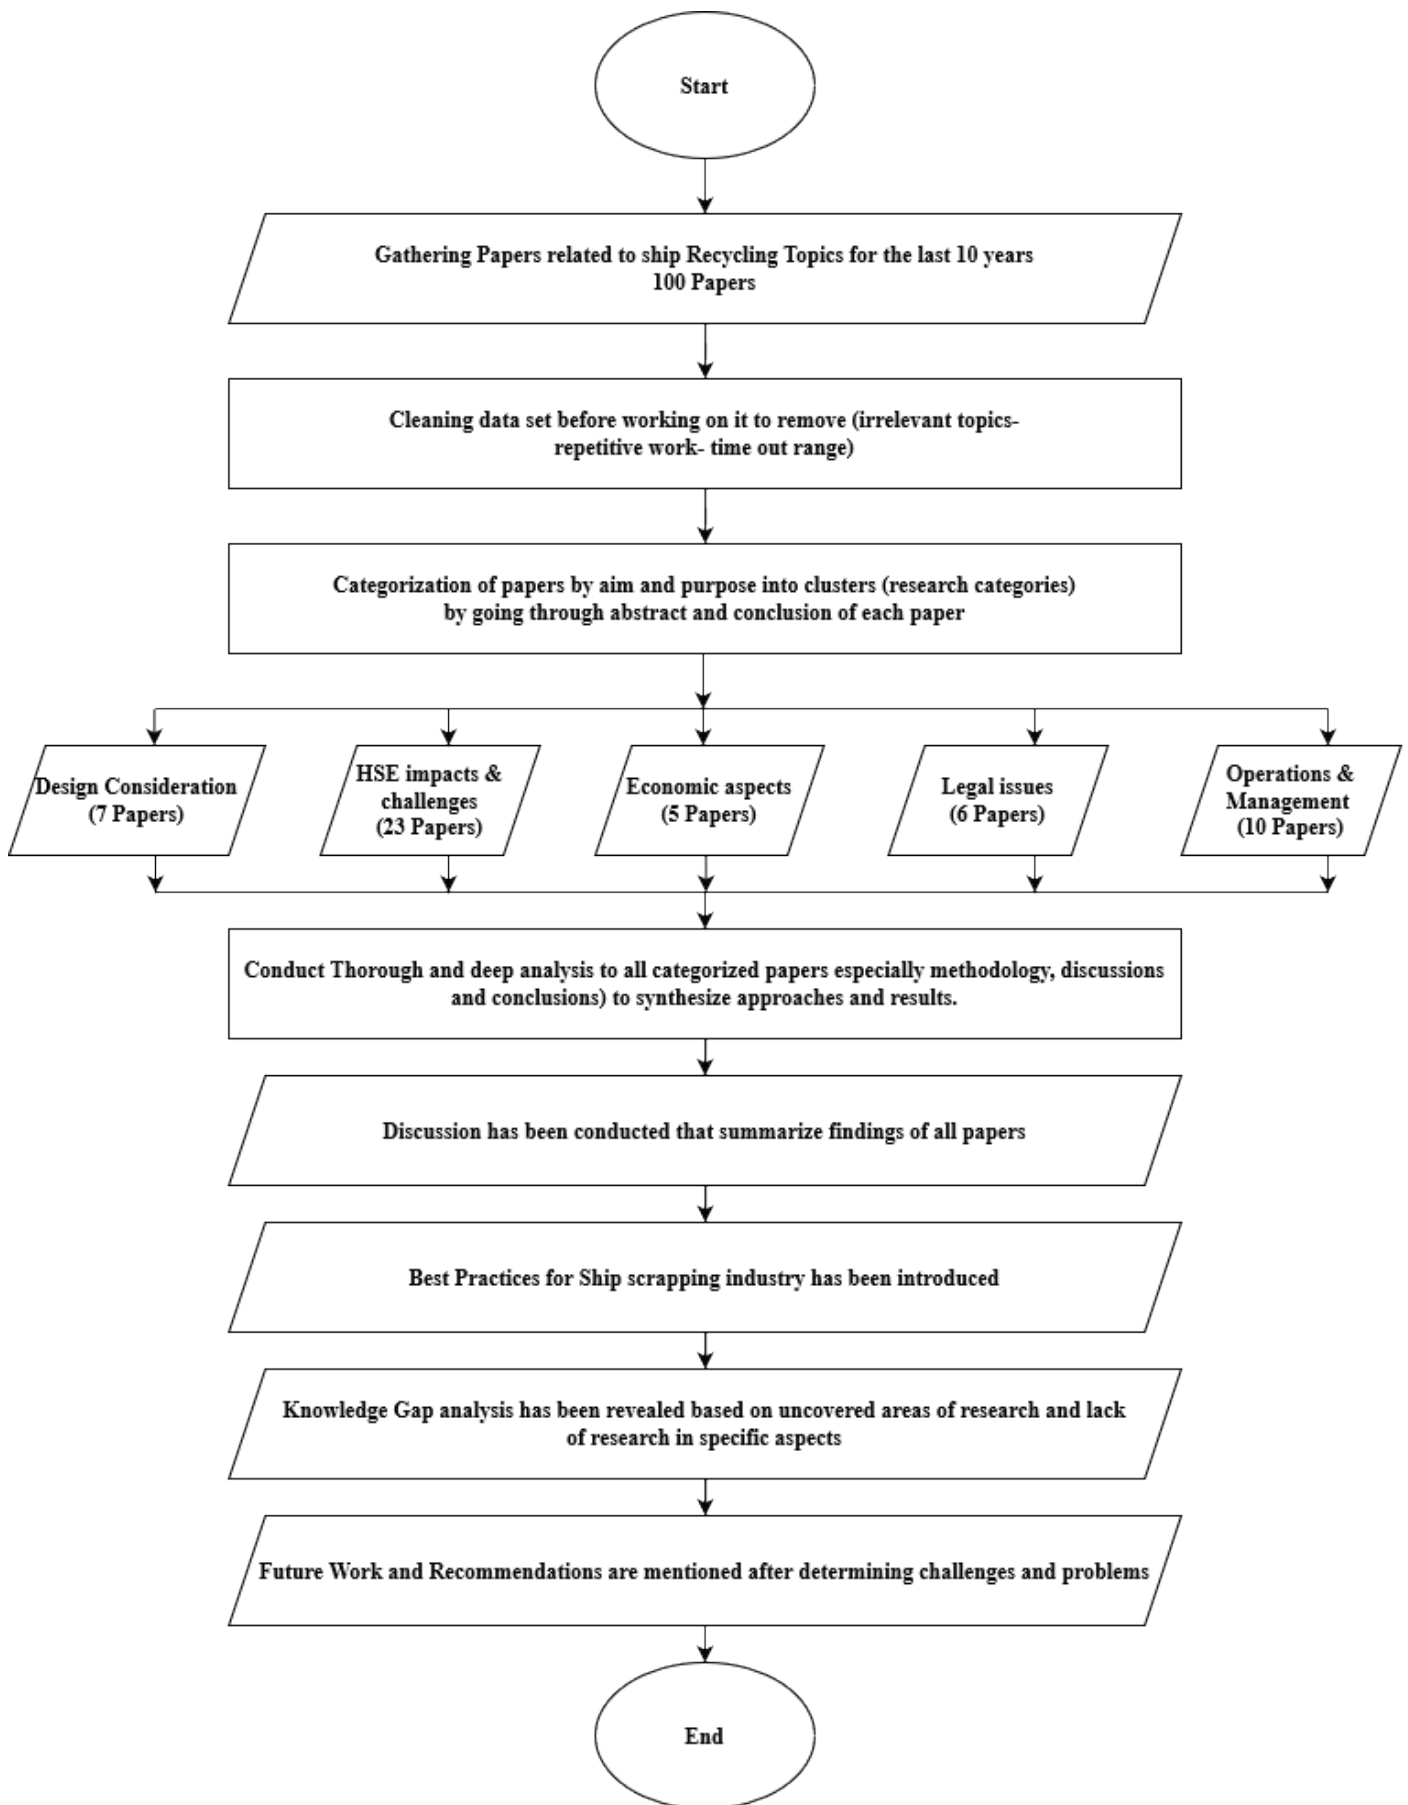 Start
Gathering Papers related to ship Recycling Topics for the last 10 years
100 Papers
Cleaning data set before working on it to remove (irrelevant topics-
repetitive work- time out range)
Categorization of papers by aim and purpose into clusters (research categories)
by going through abstract and conclusion of each paper
Design Consideration
(7 Papers)
HSE impacts &
challenges
(23 Papers)
Economic aspects
(5 Papers)
Legal issues
(6 Papers)
Operations &
Management
(10 Papers)
Conduct Thorough and deep analysis to all categorized papers especially methodology, discussions
and conclusions) to synthesize approaches and results.
Discussion has been conducted that summarize findings of all papers
Best Practices for Ship scrapping industry has been introduced
Knowledge Gap analysis has been revealed based on uncovered areas of research and lack
of research in specific aspects
Future Work and Recommendations are mentioned after determining challenges and problems
End